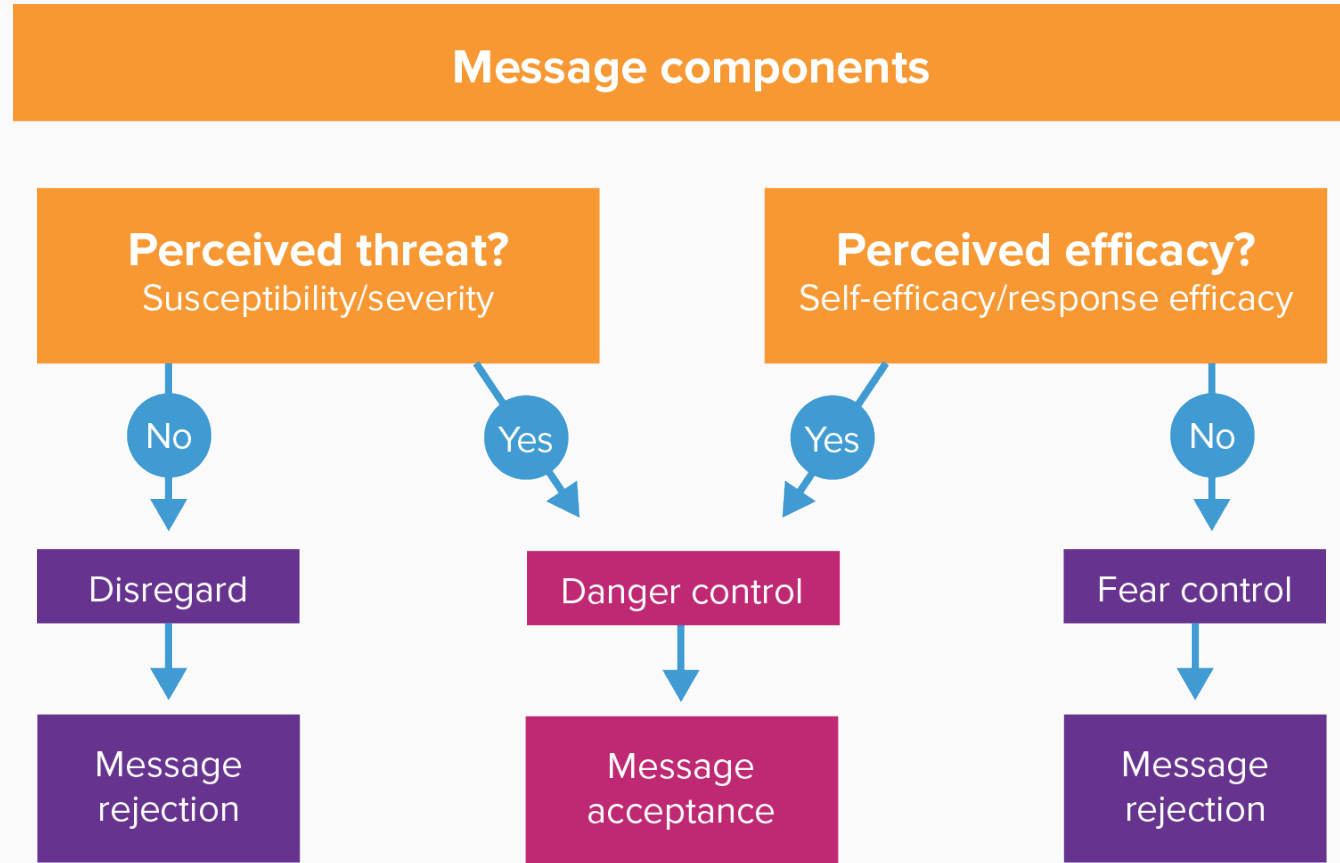 Message components
Perceived threat?
Susceptibility/severity
Perceived efficacy?
Self-efficacy/response efficacy
No
Yes
Yes
No
Disregard
Danger control
Fear control
Message
rejection
Message
acceptance
Message
rejection